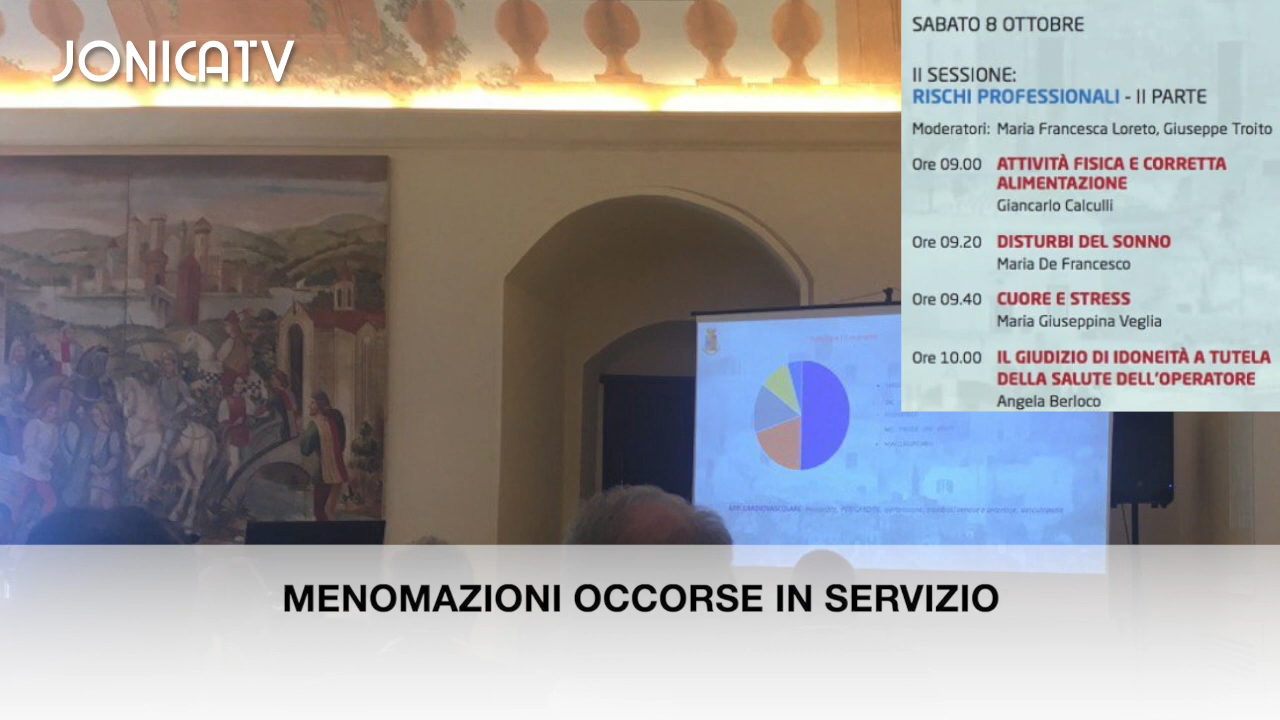 JONICATV
SABATO 8 OTTOBRE
II SESSIONE:
RISCHI PROFESSIONALI - II PARTE
Moderatori: Maria Francesca Loreto, Giuseppe Troito
Ore 09.00 ATTIVITÀ FISICA E CORRETTA
ALIMENTAZIONE
Giancarlo Calculli
Ore 09.20 DISTURBI DEL SONNO
Maria De Francesco
Ore 09.40 CUORE E STRESS
Maria Giuseppina Veglia
Ore 10.00 IL GIUDIZIO DI IDONEITÀ A TUTELA
DELLA SALUTE DELL'OPERATORE
Angela Berloco
MENOMAZIONI OCCORSE IN SERVIZIO